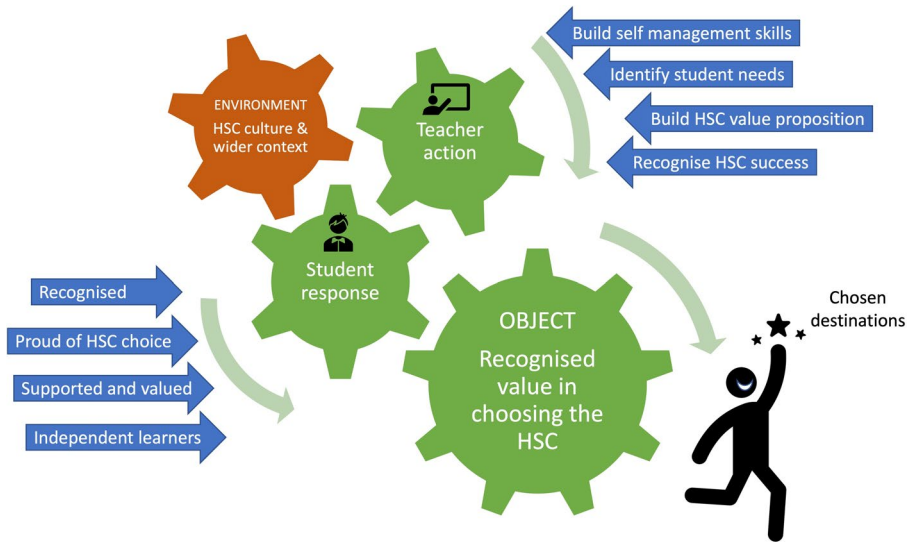 ENVIRONMENT
HSC culture &
wider context
Teacher
action
Build self management skills
Identify student needs
Build HSC value proposition
Recognise HSC success
Student
response
Recognised
Proud of HSC choice
Supported and valued
Independent learners
OBJECT
Recognised
value in
choosing the
HSC
Chosen
destinations